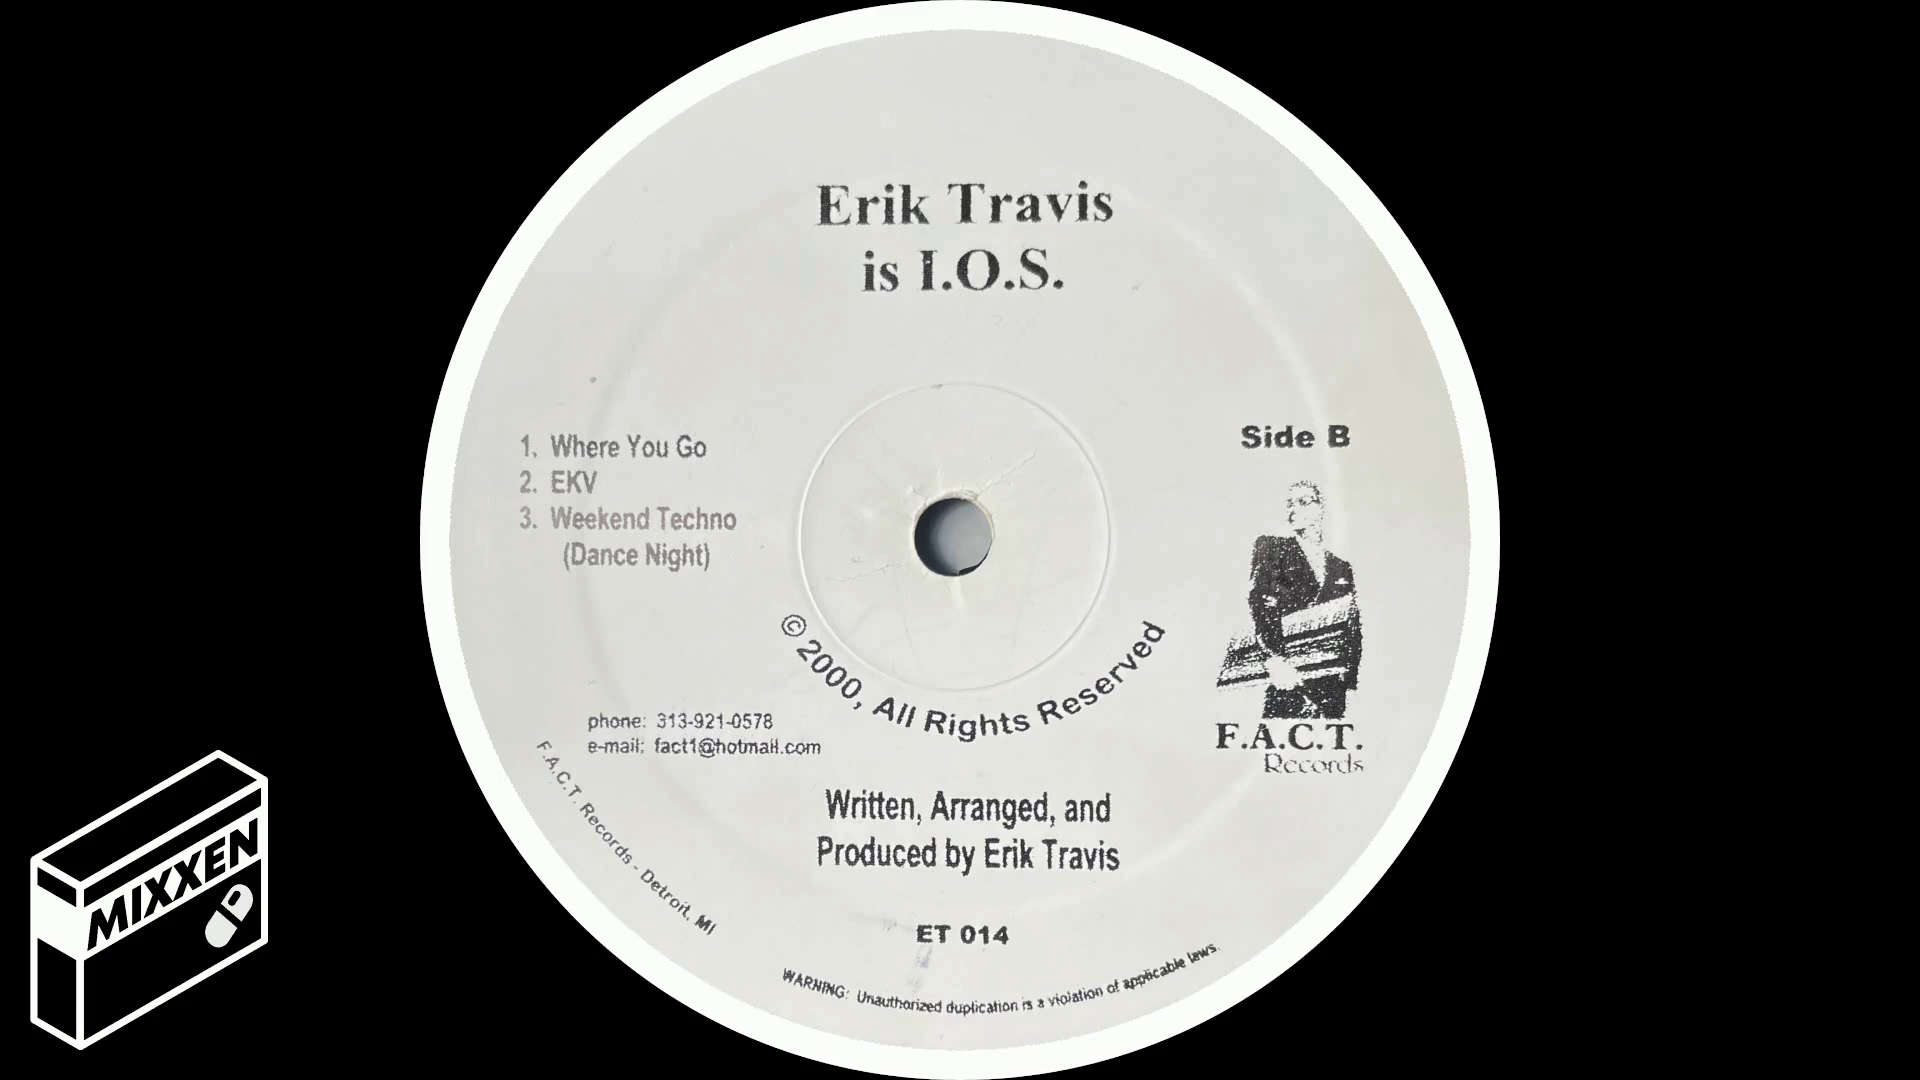 Erik Travis
is I.O.S.
1. Where You Go
2. EKV
3. Weekend Techno
(Dance Night)
Side B
F.A.C.T.
Records
© 2000, All Rights Reserved
phone: 313-921-0578
e-mail: fact1@hotmail.com
F.A.C.T. Records - Detroit, MI
Written, Arranged, and
Produced by Erik Travis
ET 014
WARNING: Unauthorized duplication is a violation of applicable laws.
MIXXEN